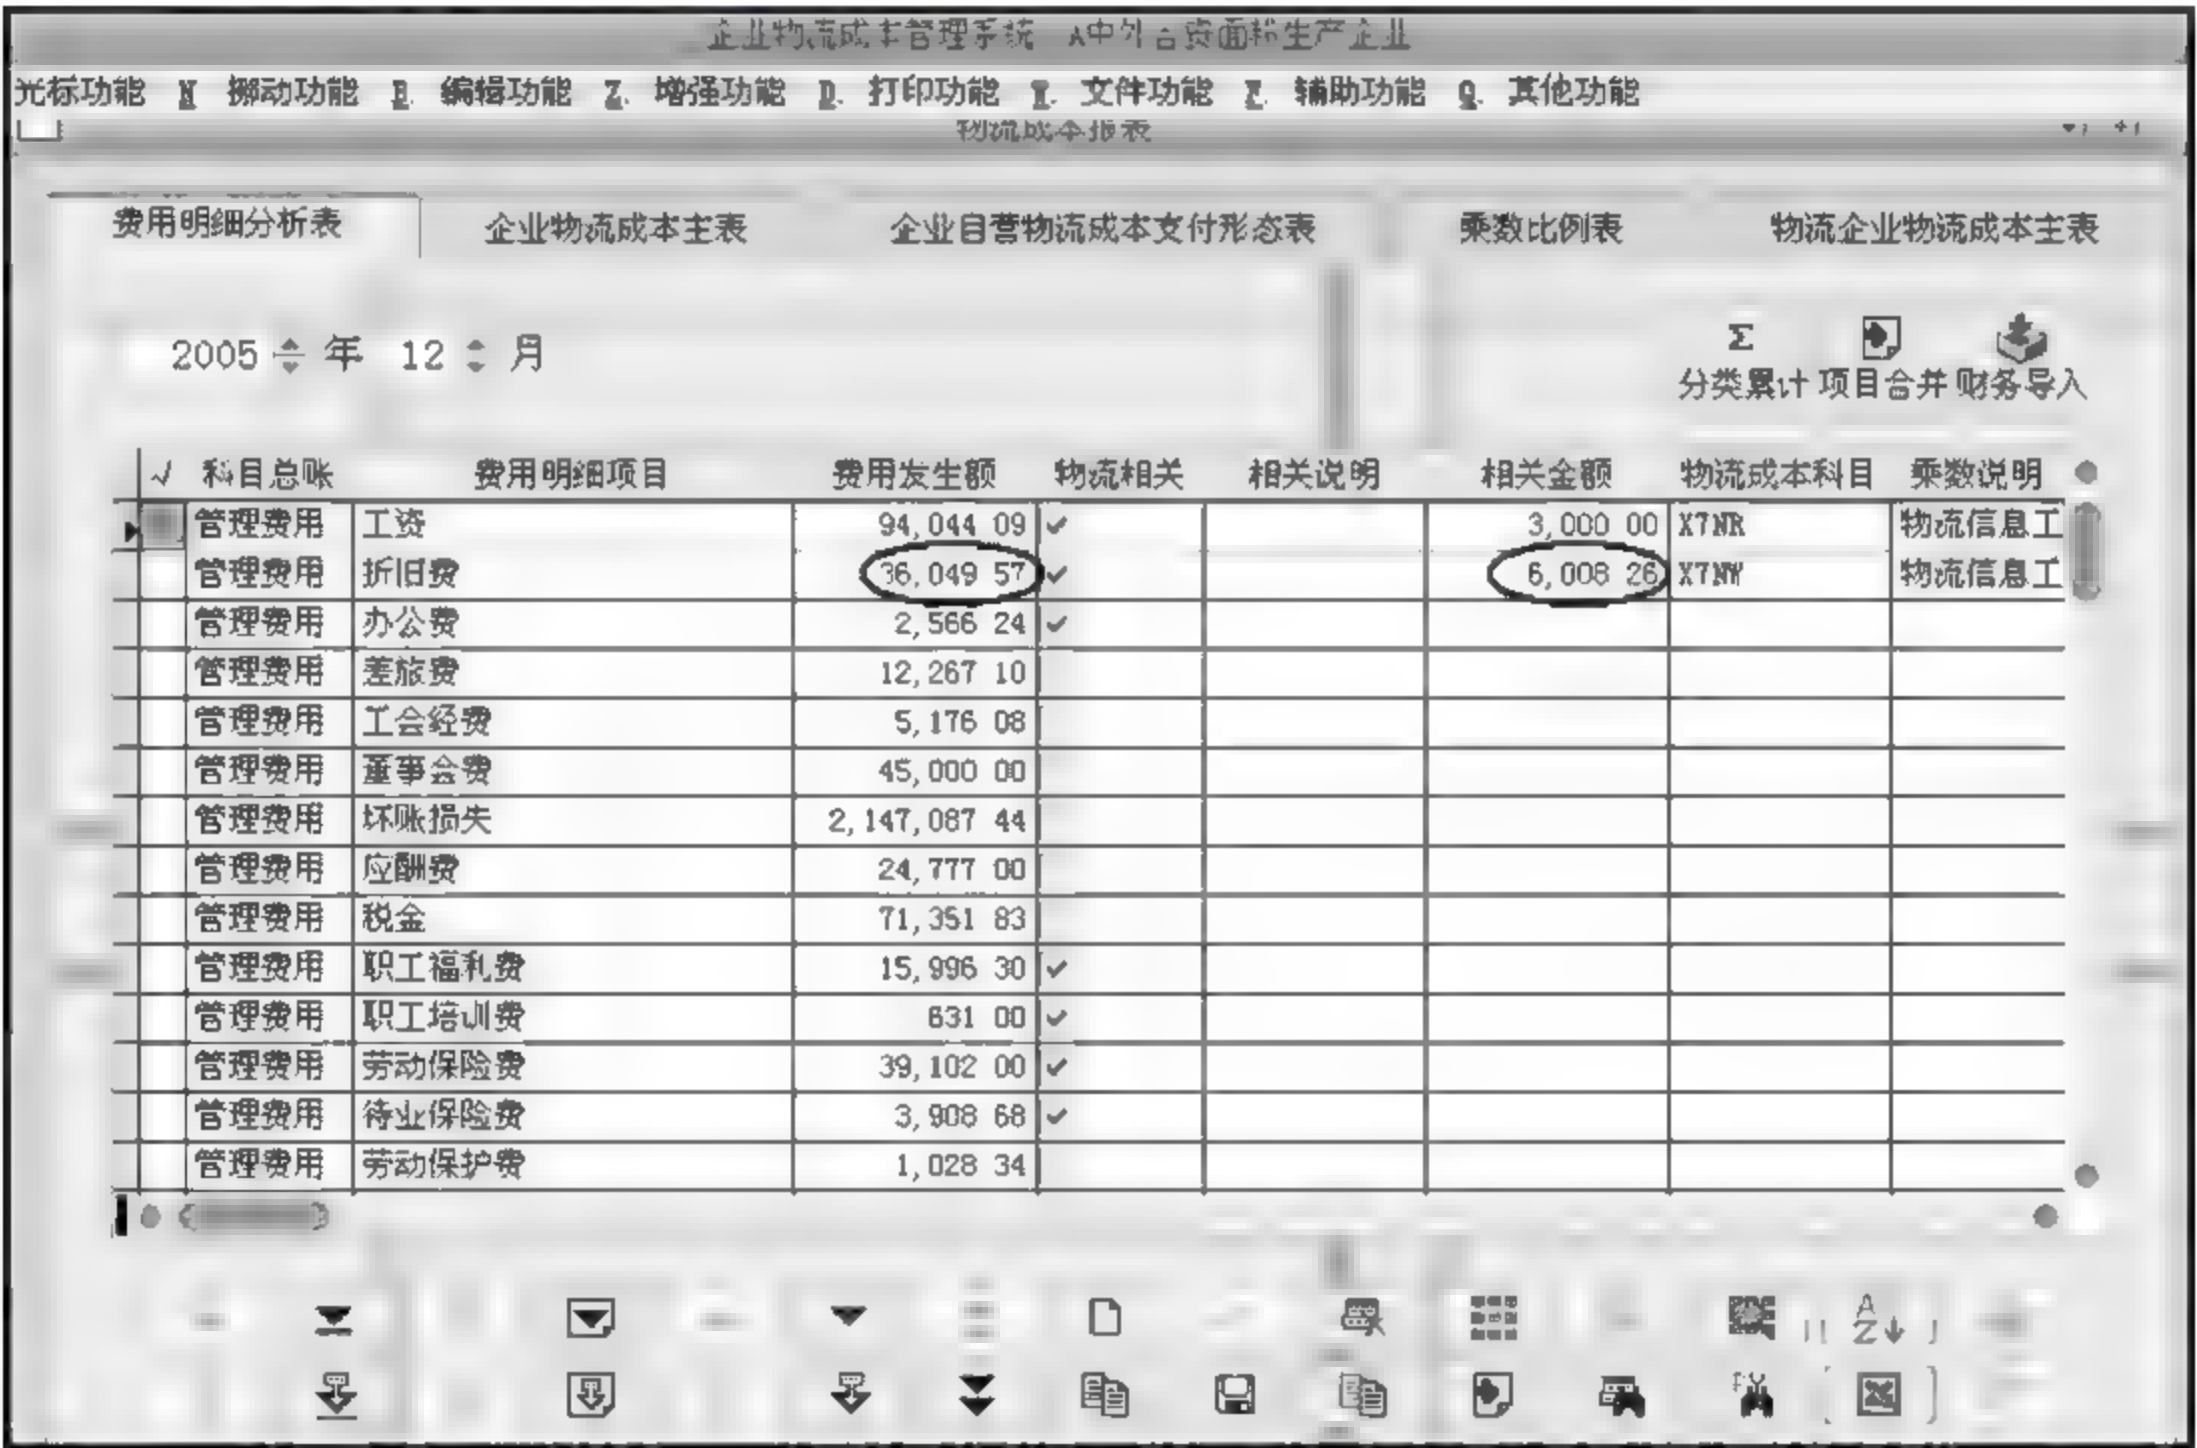 企业物流成本管理系统 A中外合资面粉生产企业
光标功能 N 挪动功能 B. 编辑功能 Z. 增强功能 D. 打印功能 文件功能 辅助功能 Q. 其他功能
物流成本报表
费用明细分析表 企业物流成本主表 企业自营物流成本支付形态表 乘数比例表 物流企业物流成本主表
2005 年 12 月
Σ
分类累计 项目合并 财务导入
√ 科目总账 费用明细项目 费用发生额 物流相关 相关说明 相关金额 物流成本科目 乘数说明
管理费用 工资 94,044 09 ✓ 3,000 00 X7NR 物流信息工
管理费用 折旧费 36,049 57 ✓ 6,008 26 X7NW 物流信息工
管理费用 办公费 2,566 24 ✓
管理费用 差旅费 12,267 10
管理费用 工会经费 5,176 08
管理费用 董事会费 45,000 00
管理费用 坏账损失 2,147,087 44
管理费用 应酬费 24,777 00
管理费用 税金 71,351 83
管理费用 职工福利费 15,996 30 ✓
管理费用 职工培训费 631 00 ✓
管理费用 劳动保险费 39,102 00 ✓
管理费用 待业保险费 3,908 68 ✓
管理费用 劳动保护费 1,028 34
A
Z